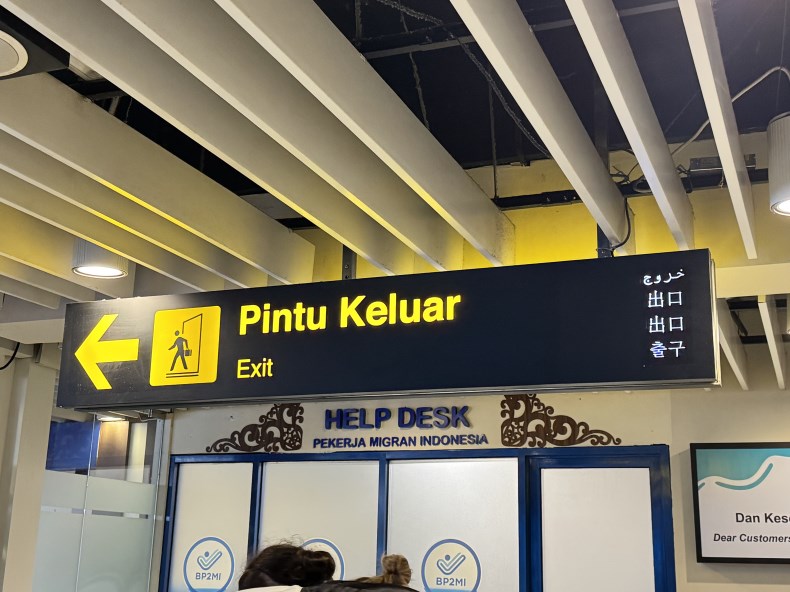 Pintu Keluar
Exit
خروج
出口
出口
출구
HELP DESK
PEKERJA MIGRAN INDONESIA
BP2MI
BP2MI
Dan
Dear Customers